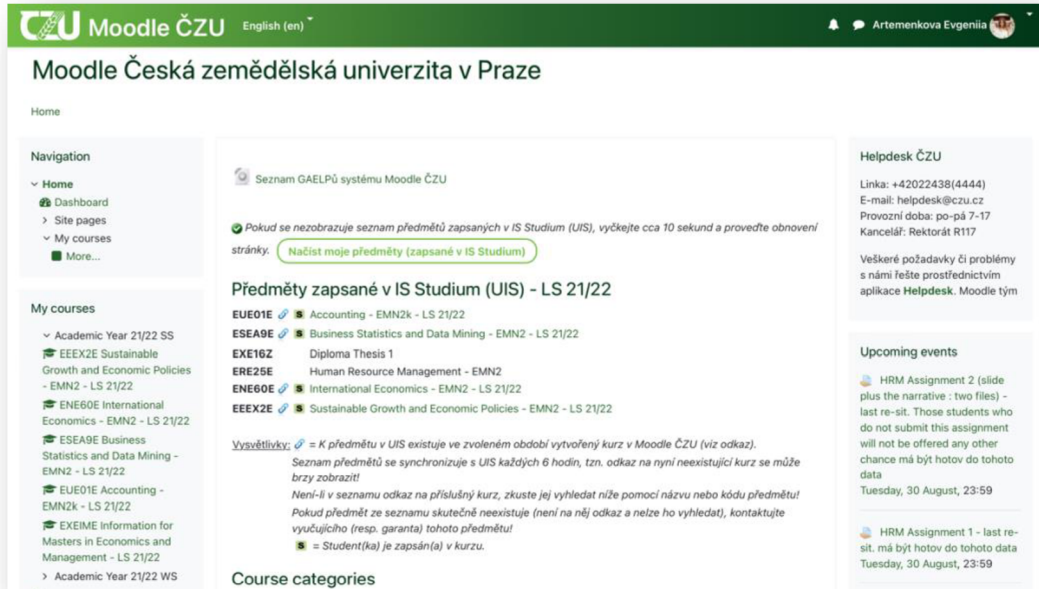 CZU Moodle ČZU English (en) Artemenkova Evgeniia
Moodle Česká zemědělská univerzita v Praze
Home
Navigation
Home
Dashboard
Site pages
My courses
More...
My courses
Academic Year 21/22 SS
EEEX2E Sustainable
Growth and Economic Policies
- EMN2 - LS 21/22
ENE60E International
Economics - EMN2 - LS 21/22
ESEA9E Business
Statistics and Data Mining -
EMN2 - LS 21/22
EUE01E Accounting -
EMN2k - LS 21/22
EXEIME Information for
Masters in Economics and
Management - LS 21/22
Academic Year 21/22 WS
Seznam GAELPů systému Moodle ČZU
Pokud se nezobrazuje seznam předmětů zapsaných v IS Studium (UIS), vyčkejte cca 10 sekund a proveďte obnovení
stránky. Načíst moje předměty (zapsané v IS Studium)
Předměty zapsané v IS Studium (UIS) - LS 21/22
EUE01E S Accounting - EMN2k - LS 21/22
ESEA9E S Business Statistics and Data Mining - EMN2 - LS 21/22
EXE16Z Diploma Thesis 1
ERE25E Human Resource Management - EMN2
ENE60E S International Economics - EMN2 - LS 21/22
EEEX2E S Sustainable Growth and Economic Policies - EMN2 - LS 21/22
Vysvětlivky: = K předmětu v UIS existuje ve zvoleném období vytvořený kurz v Moodle ČZU (viz odkaz).
Seznam předmětů se synchronizuje s UIS každých 6 hodin, tzn. odkaz na nyní neexistující kurz se může
brzy zobrazit!
Není-li v seznamu odkaz na příslušný kurz, zkuste jej vyhledat níže pomocí názvu nebo kódu předmětu!
Pokud předmět ze seznamu skutečně neexistuje (není na něj odkaz a nelze ho vyhledat), kontaktujte
vyučujícího (resp. garanta) tohoto předmětu!
S = Student(ka) je zapsán(a) v kurzu.
Course categories
Helpdesk ČZU
Linka: +42022438(4444)
E-mail: helpdesk@czu.cz
Provozní doba: po-pá 7-17
Kancelář: Rektorát R117
Veškeré požadavky či problémy
s námi řešte prostřednictvím
aplikace Helpdesk. Moodle tým
Upcoming events
HRM Assignment 2 (slide
plus the narrative : two files) -
last re-sit. Those students who
do not submit this assignment
will not be offered any other
chance má být hotov do tohoto
data
Tuesday, 30 August, 23:59
HRM Assignment 1 - last re-
sit. má být hotov do tohoto data
Tuesday, 30 August, 23:59